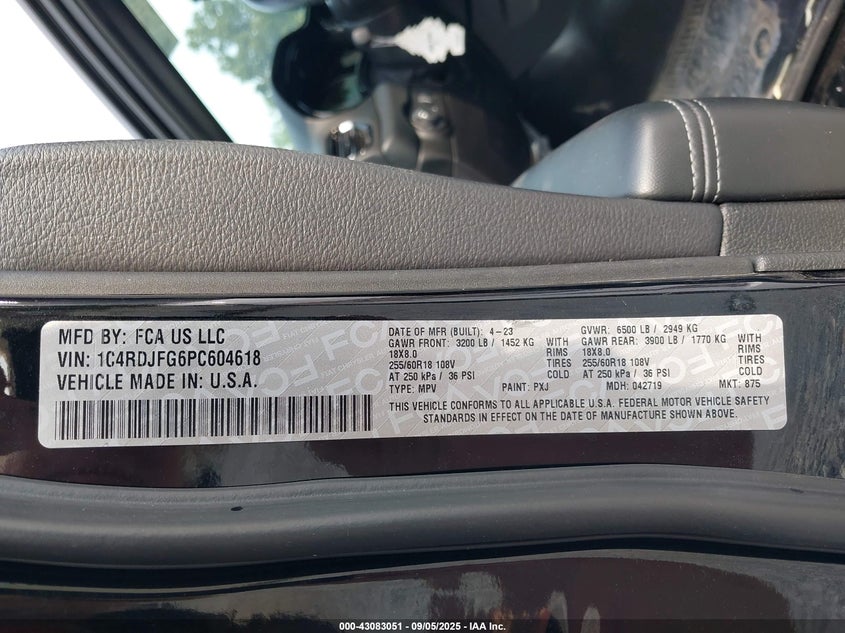 MFD BY: FCA US LLC
VIN: 1C4RDJFG6PC604618
VEHICLE MADE IN: U.S.A.
DATE OF MFR (BUILT): 4-23 GVWR: 6500 LB / 2949 KG
GAWR FRONT: 3200 LB / 1452 KG WITH GAWR REAR: 3900 LB / 1770 KG WITH
18X8.0 RIMS 18X8.0 RIMS
255/60R18 108V TIRES 255/60R18 108V TIRES
AT 250 kPa / 36 PSI COLD AT 250 kPa / 36 PSI COLD
TYPE: MPV PAINT: PXJ MDH: 042719 MKT: 875
THIS VEHICLE CONFORMS TO ALL APPLICABLE U.S.A. FEDERAL MOTOR VEHICLE SAFETY
STANDARDS IN EFFECT ON THE DATE OF MANUFACTURE SHOWN ABOVE.
000-43083051 - 09/05/2025 - IAA Inc.